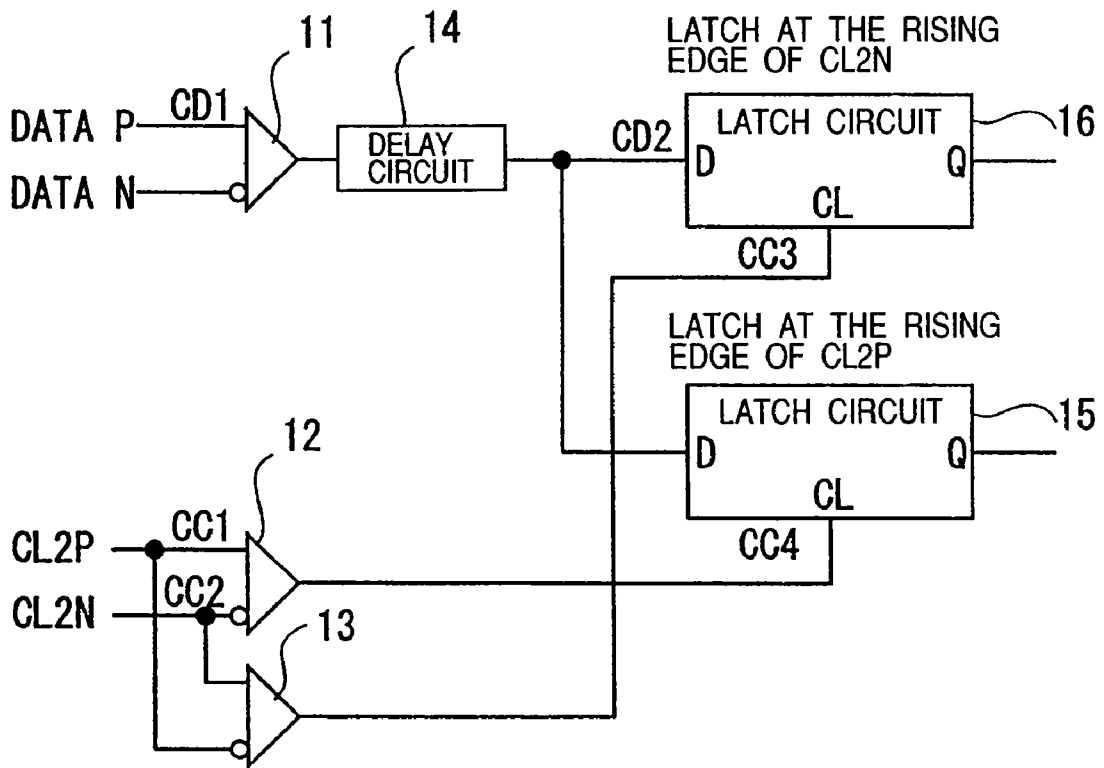 11
14
LATCH AT THE RISING
EDGE OF CL2N
DATA P
CD1
DELAY
CIRCUIT
CD2
LATCH CIRCUIT
16
D
Q
DATA N
CL
CC3
LATCH AT THE RISING
EDGE OF CL2P
LATCH CIRCUIT
15
12
D
Q
CL
CL2P
CC1
CC4
CL2N
CC2
13